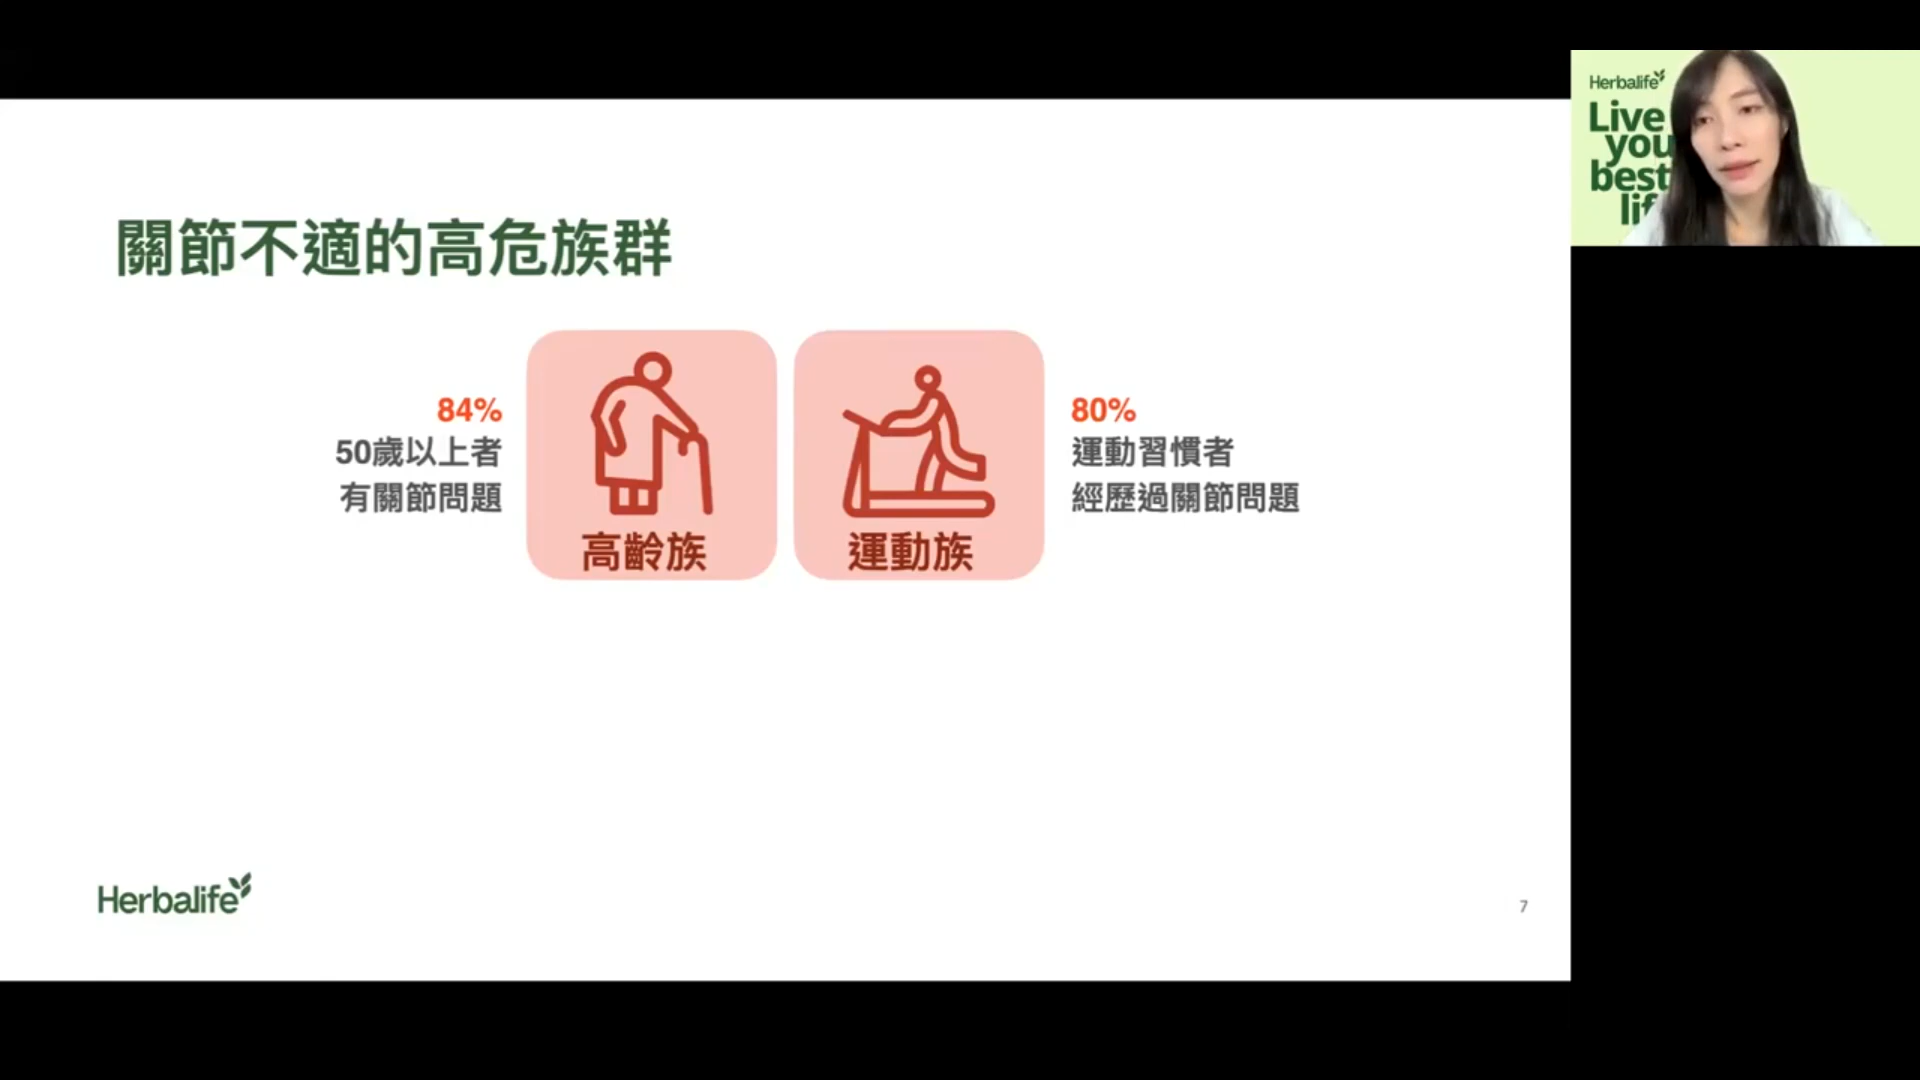 關節不適的高危族群
84%
50歲以上者
有關節問題
高齡族
運動族
80%
運動習慣者
經歷過關節問題
Herbalife
7
Herbalife
Live
you
best
lif